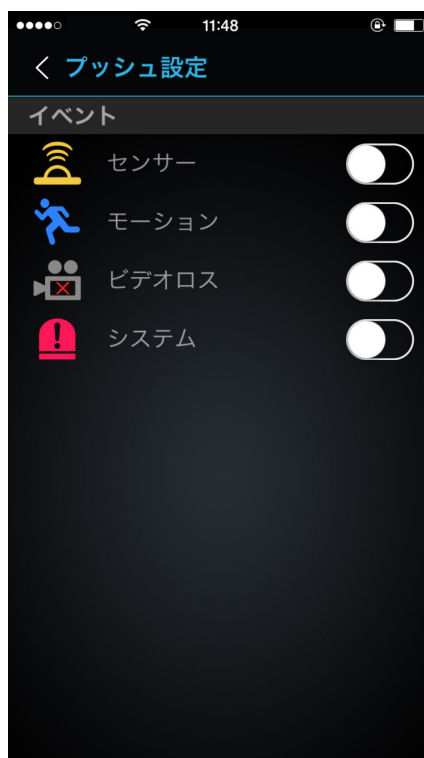 11:48
プッシュ設定
イベント
センサー
モーション
ビデオロス
システム